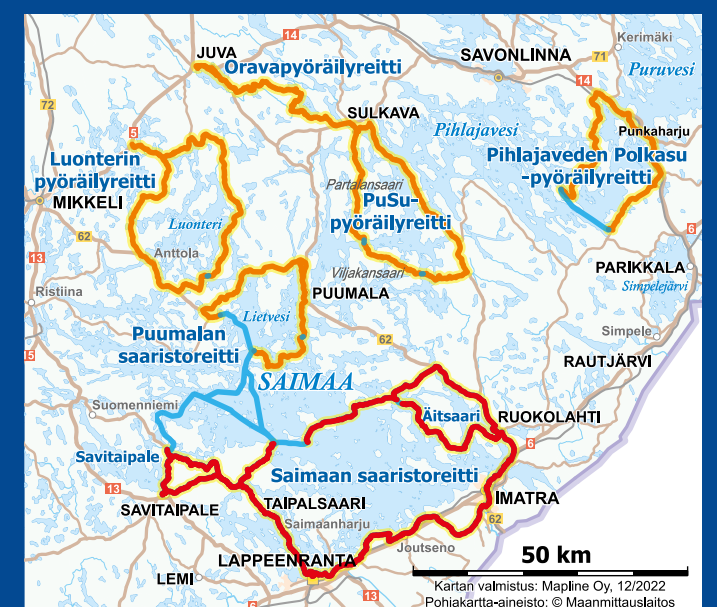 JUVA
14
Kerimäki
SAVONLINNA
71
Oravapyöräilyreitti
Puruvesi
14
72
SULKAVA
5
Pihlajavesi
Punkaharju
Luonterin
pyöräilyreitti
Pihlajaveden Polkasu
-pyöräilyreitti
Partalansaari
PuSu-
pyöräilyreitti
MIKKELI
Luonteri
62
Anttola
13
6
PARIKKALA
Viljakansaari
Ristiina
PUUMALA
Simpelejärvi
Lietvesi
Puumalan
saaristoreitti
Simpele
62
15
RAUTJÄRVI
SAIMAA
Suomenniemi
Äitsaari
RUOKOLAHTI
6
Savitaipale
Saimaan saaristoreitti
13
IMATRA
SAVITAIPALE
TAIPALSAARI
62
Saimaanharju
Joutseno
50 km
LAPPEENRANTA
LEMI
Kartan valmistus: Mapline Oy, 12/2022
6
13
Pohjakartta-aineisto: © Maanmittauslaitos